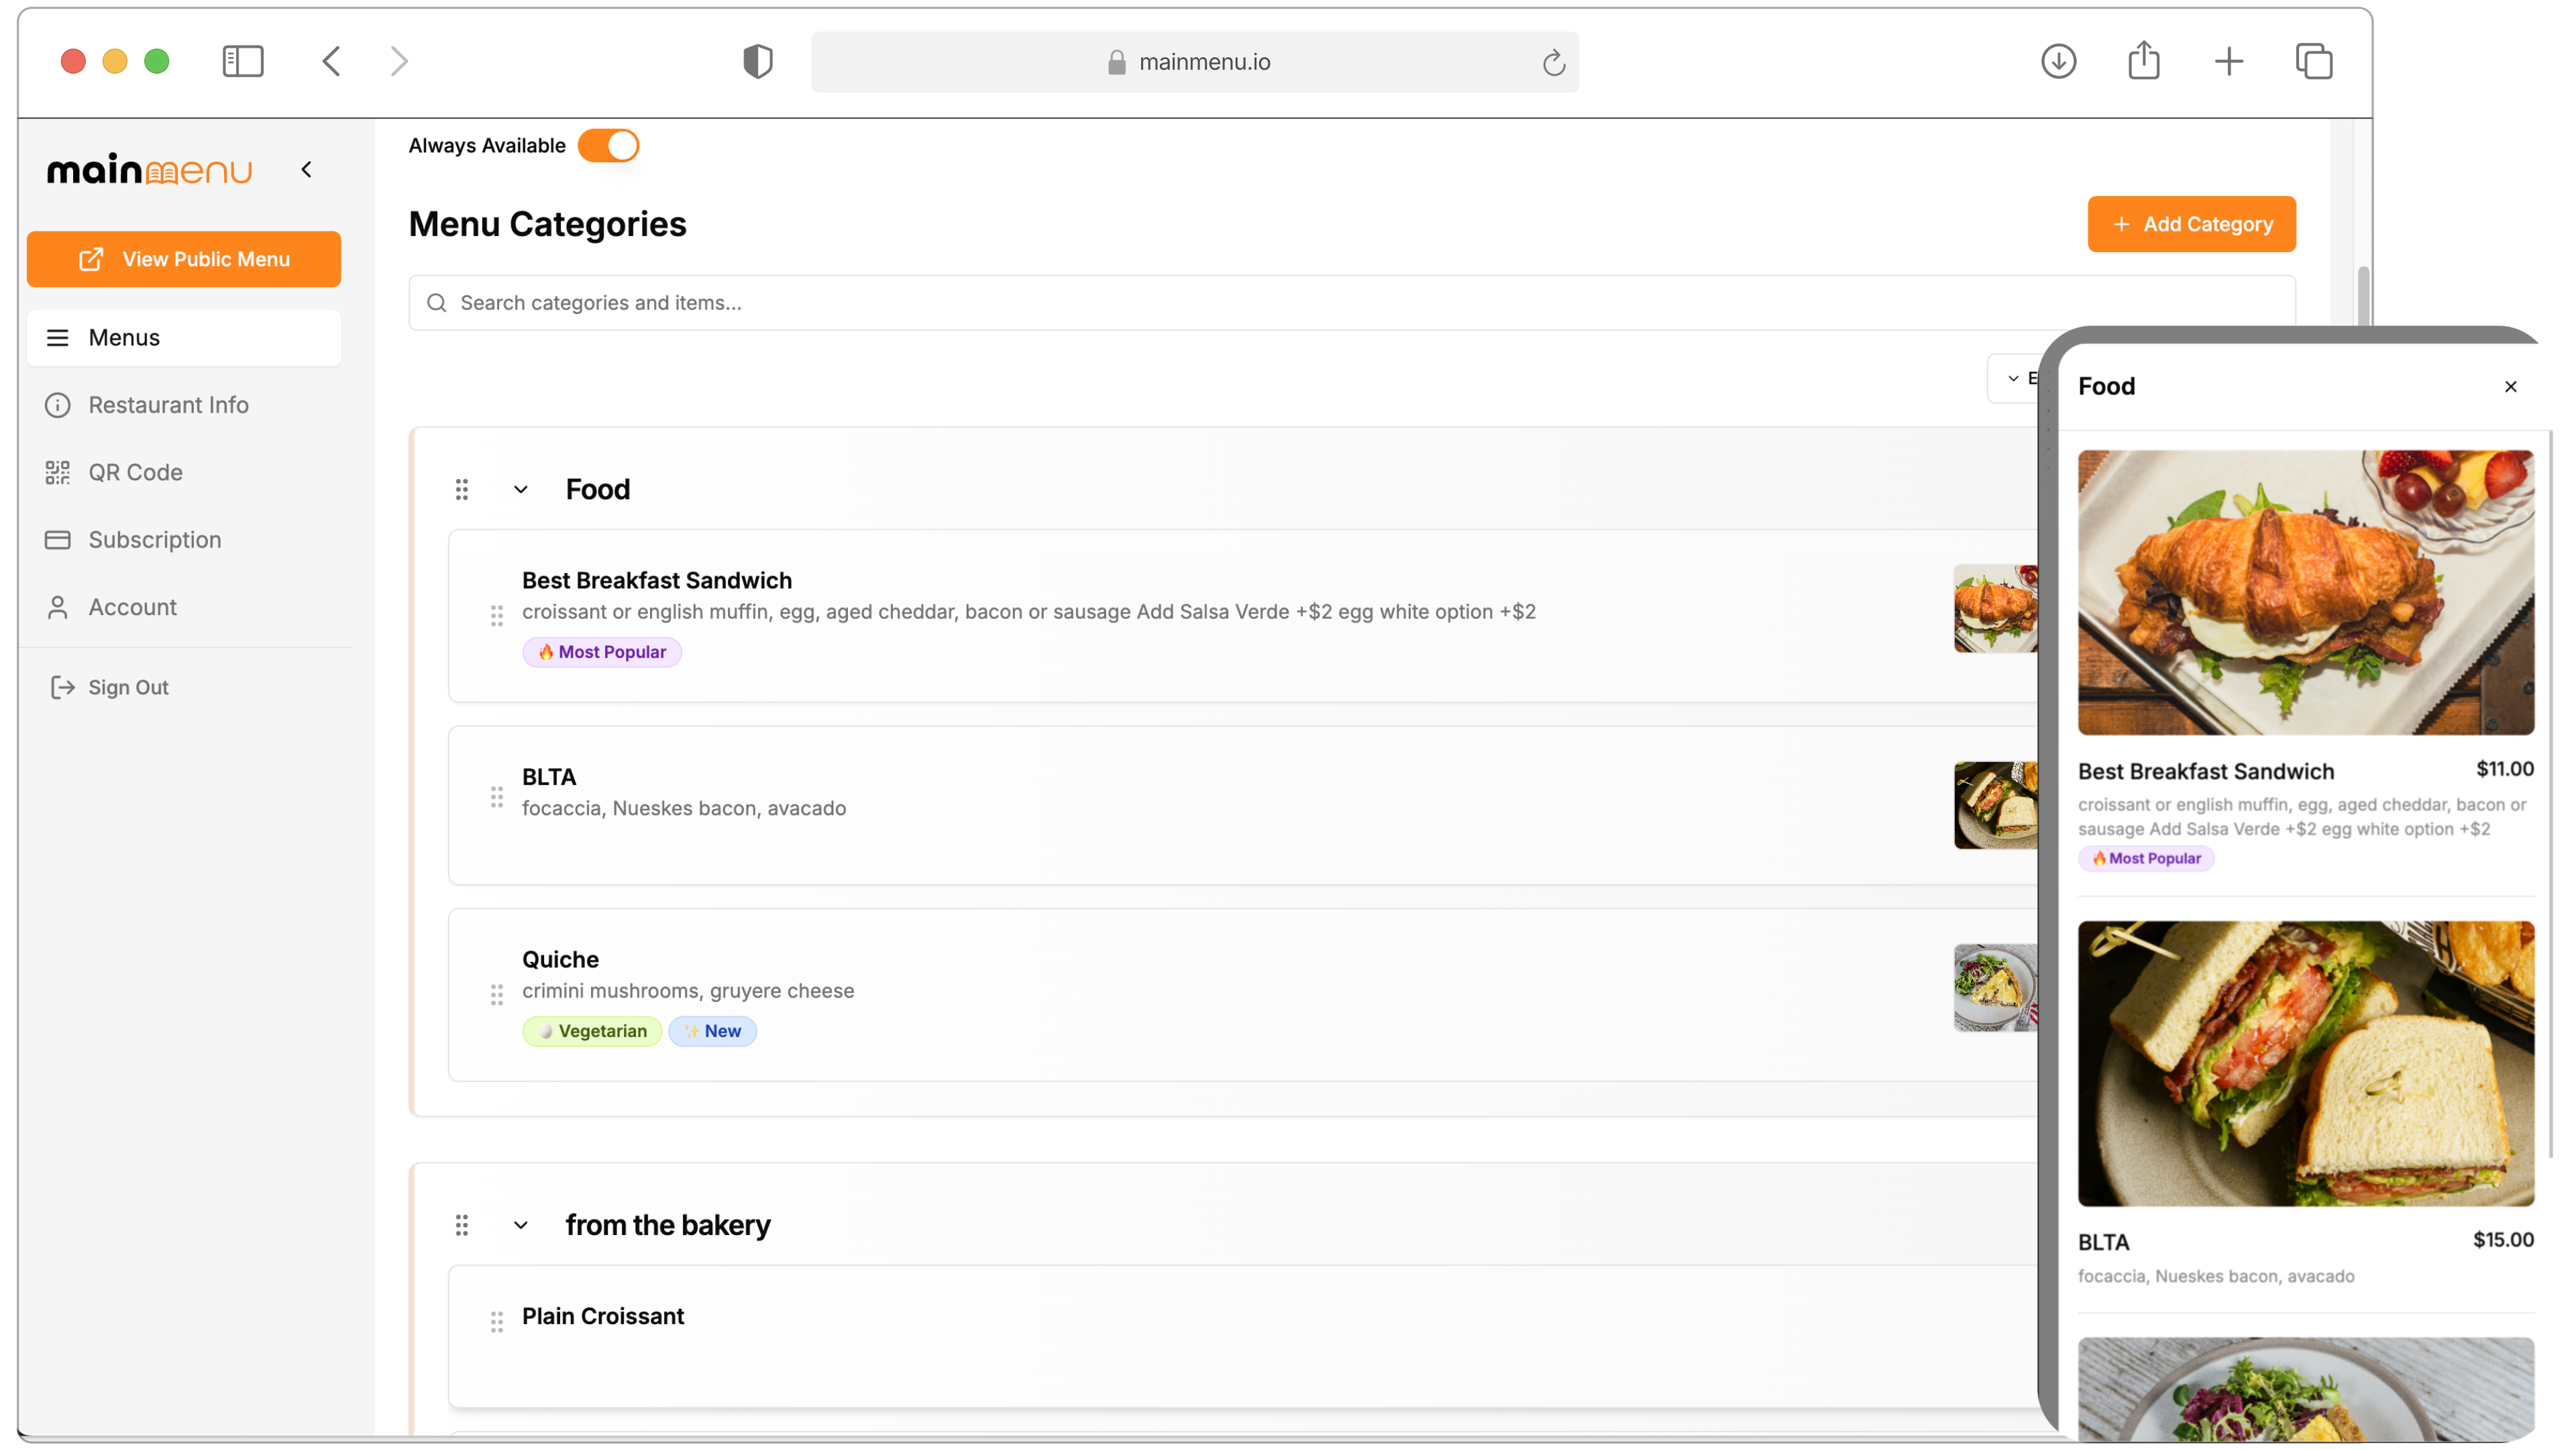 mainmenu.io
mainmenu
View Public Menu
Menus
Restaurant Info
QR Code
Subscription
Account
Sign Out
Always Available
Menu Categories
+ Add Category
Search categories and items...
E
Food
Best Breakfast Sandwich
croissant or english muffin, egg, aged cheddar, bacon or sausage Add Salsa Verde +$2 egg white option +$2
🔥 Most Popular
BLTA
focaccia, Nueskes bacon, avacado
Quiche
crimini mushrooms, gruyere cheese
🥚 Vegetarian ✨ New
from the bakery
Plain Croissant
Food
Best Breakfast Sandwich $11.00
croissant or english muffin, egg, aged cheddar, bacon or
sausage Add Salsa Verde +$2 egg white option +$2
🔥 Most Popular
BLTA $15.00
focaccia, Nueskes bacon, avacado